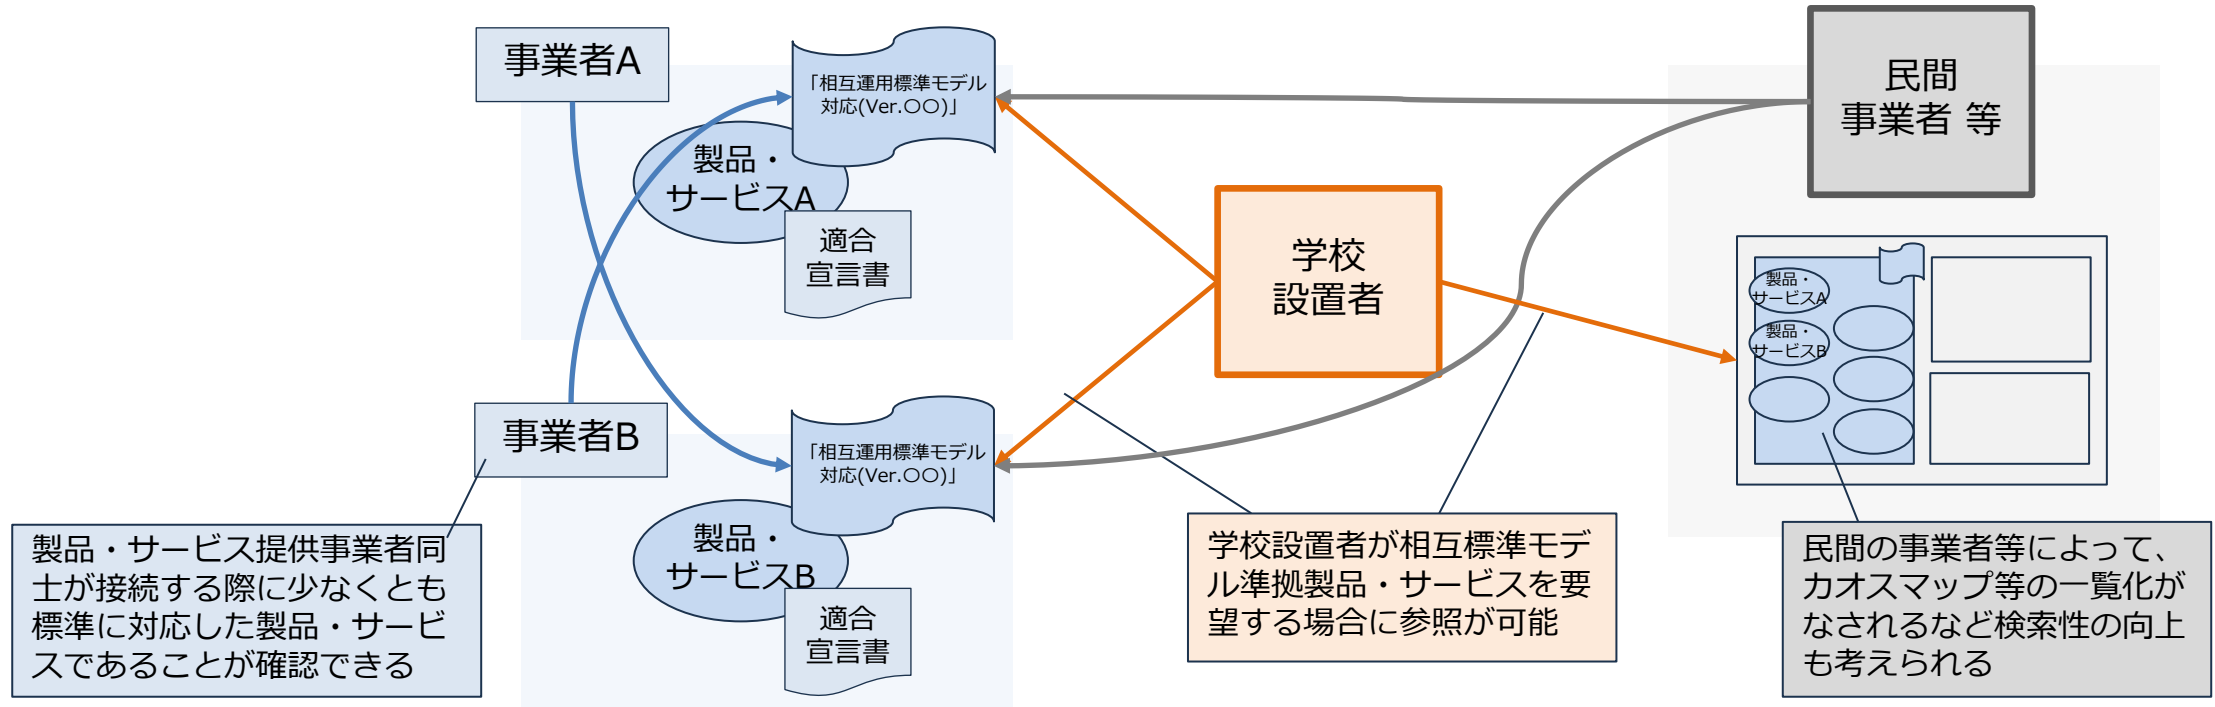 事業者A
「相互運用標準モデル
対応(Ver.〇〇)」
製品・
サービスA
適合
宣言書
事業者B
「相互運用標準モデル
対応(Ver.〇〇)」
製品・
サービスB
適合
宣言書
製品・サービス提供事業者同
士が接続する際に少なくとも
標準に対応した製品・サービ
スであることが確認できる
学校
設置者
学校設置者が相互標準モデ
ル準拠製品・サービスを要
望する場合に参照が可能
民間
事業者 等
製品・
サービスA
製品・
サービスB
民間の事業者等によって、
カオスマップ等の一覧化が
なされるなど検索性の向上
も考えられる